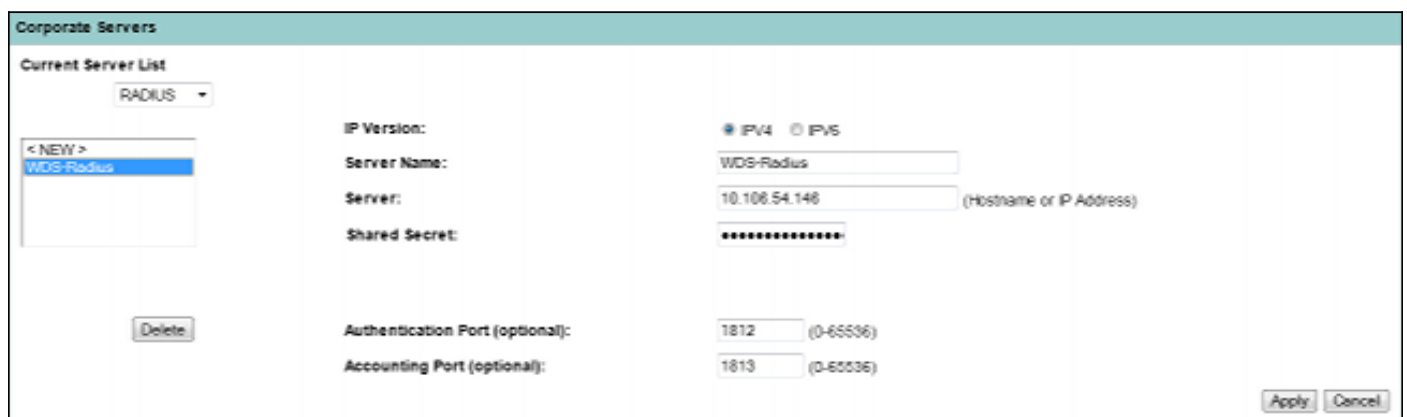 Corporate Servers
Current Server List
RADIUS
IP Version: IPV4 IPV6
< NEW >
WDS-Radius
Server Name: WDS-Radius
Server: 10.106.54.146 (Hostname or IP Address)
Shared Secret: ••••••••••••••
Delete
Authentication Port (optional): 1812 (0-65536)
Accounting Port (optional): 1813 (0-65536)
Apply Cancel